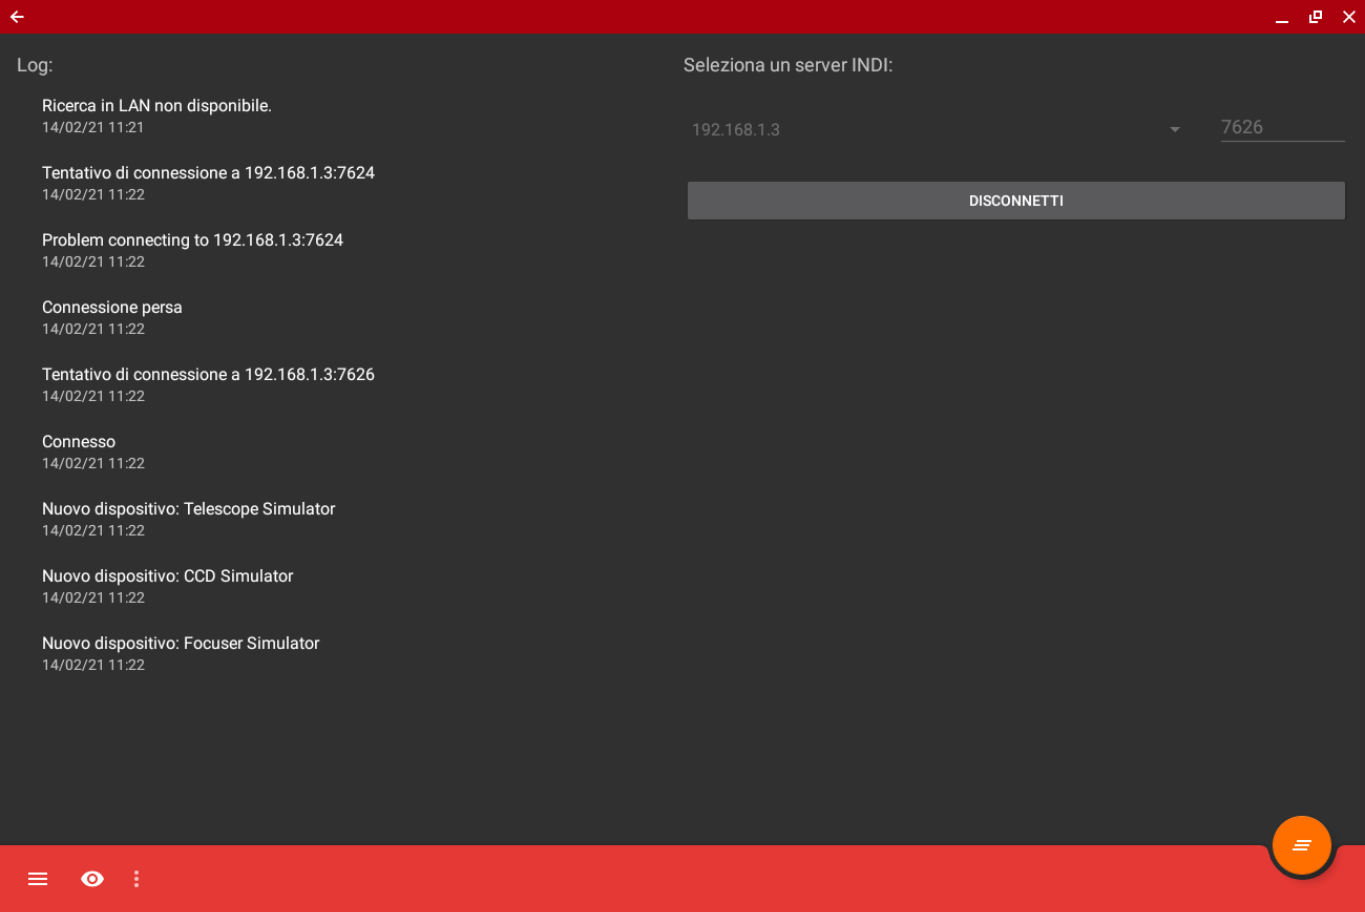 Log:
Ricerca in LAN non disponibile.
14/02/21 11:21
Tentativo di connessione a 192.168.1.3:7624
14/02/21 11:22
Problem connecting to 192.168.1.3:7624
14/02/21 11:22
Connessione persa
14/02/21 11:22
Tentativo di connessione a 192.168.1.3:7626
14/02/21 11:22
Connesso
14/02/21 11:22
Nuovo dispositivo: Telescope Simulator
14/02/21 11:22
Nuovo dispositivo: CCD Simulator
14/02/21 11:22
Nuovo dispositivo: Focuser Simulator
14/02/21 11:22
Seleziona un server INDI:
192.168.1.3
7626
DISCONNETTI